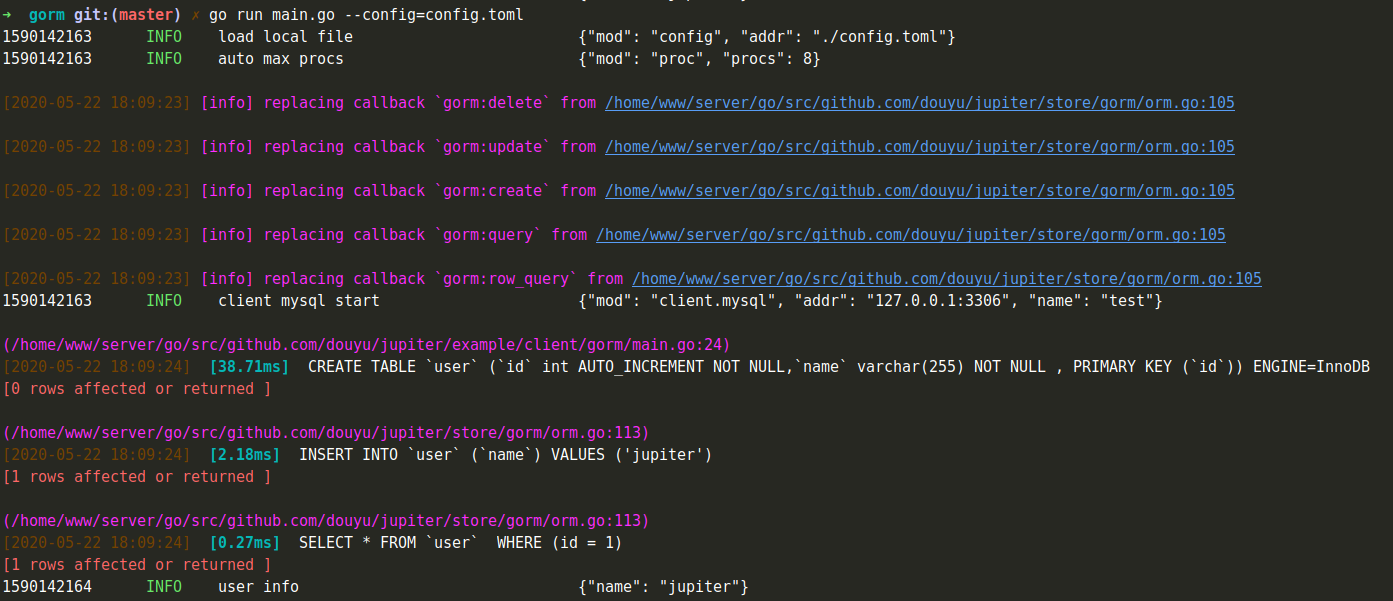 → gorm git:(master) ✗ go run main.go --config=config.toml
1590142163 INFO load local file {"mod": "config", "addr": "./config.toml"}
1590142163 INFO auto max procs {"mod": "proc", "procs": 8}
[2020-05-22 18:09:23] [info] replacing callback `gorm:delete` from /home/www/server/go/src/github.com/douyu/jupiter/store/gorm/orm.go:105
[2020-05-22 18:09:23] [info] replacing callback `gorm:update` from /home/www/server/go/src/github.com/douyu/jupiter/store/gorm/orm.go:105
[2020-05-22 18:09:23] [info] replacing callback `gorm:create` from /home/www/server/go/src/github.com/douyu/jupiter/store/gorm/orm.go:105
[2020-05-22 18:09:23] [info] replacing callback `gorm:query` from /home/www/server/go/src/github.com/douyu/jupiter/store/gorm/orm.go:105
[2020-05-22 18:09:23] [info] replacing callback `gorm:row_query` from /home/www/server/go/src/github.com/douyu/jupiter/store/gorm/orm.go:105
1590142163 INFO client mysql start {"mod": "client.mysql", "addr": "127.0.0.1:3306", "name": "test"}
(/home/www/server/go/src/github.com/douyu/jupiter/example/client/gorm/main.go:24)
[2020-05-22 18:09:24] [38.71ms] CREATE TABLE `user` (`id` int AUTO_INCREMENT NOT NULL,`name` varchar(255) NOT NULL , PRIMARY KEY (`id`)) ENGINE=InnoDB
[0 rows affected or returned ]
(/home/www/server/go/src/github.com/douyu/jupiter/store/gorm/orm.go:113)
[2020-05-22 18:09:24] [2.18ms] INSERT INTO `user` (`name`) VALUES ('jupiter')
[1 rows affected or returned ]
(/home/www/server/go/src/github.com/douyu/jupiter/store/gorm/orm.go:113)
[2020-05-22 18:09:24] [0.27ms] SELECT * FROM `user` WHERE (id = 1)
[1 rows affected or returned ]
1590142164 INFO user info {"name": "jupiter"}